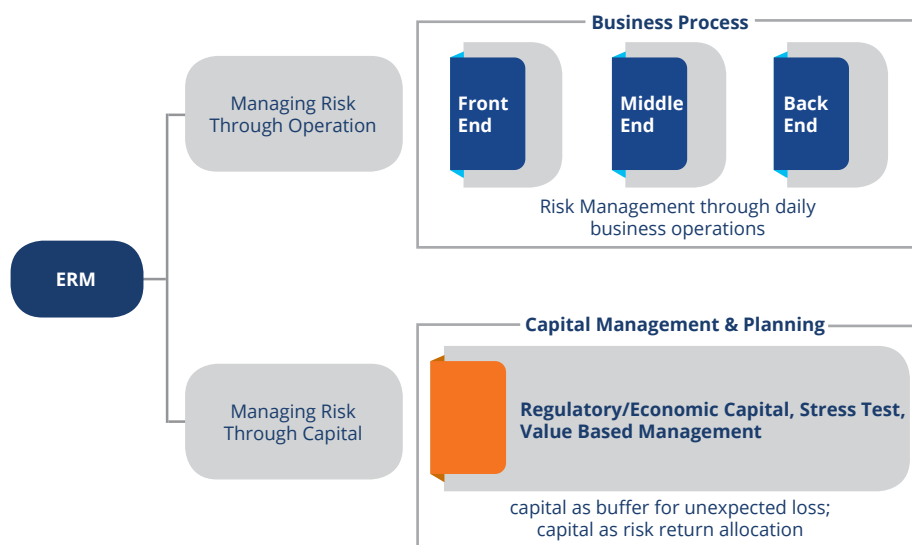 Business Process
Managing Risk
Through Operation
Front
End
Middle
End
Back
End
Risk Management through daily
business operations
ERM
Capital Management & Planning
Managing Risk
Through Capital
Regulatory/Economic Capital, Stress Test,
Value Based Management
capital as buffer for unexpected loss;
capital as risk return allocation